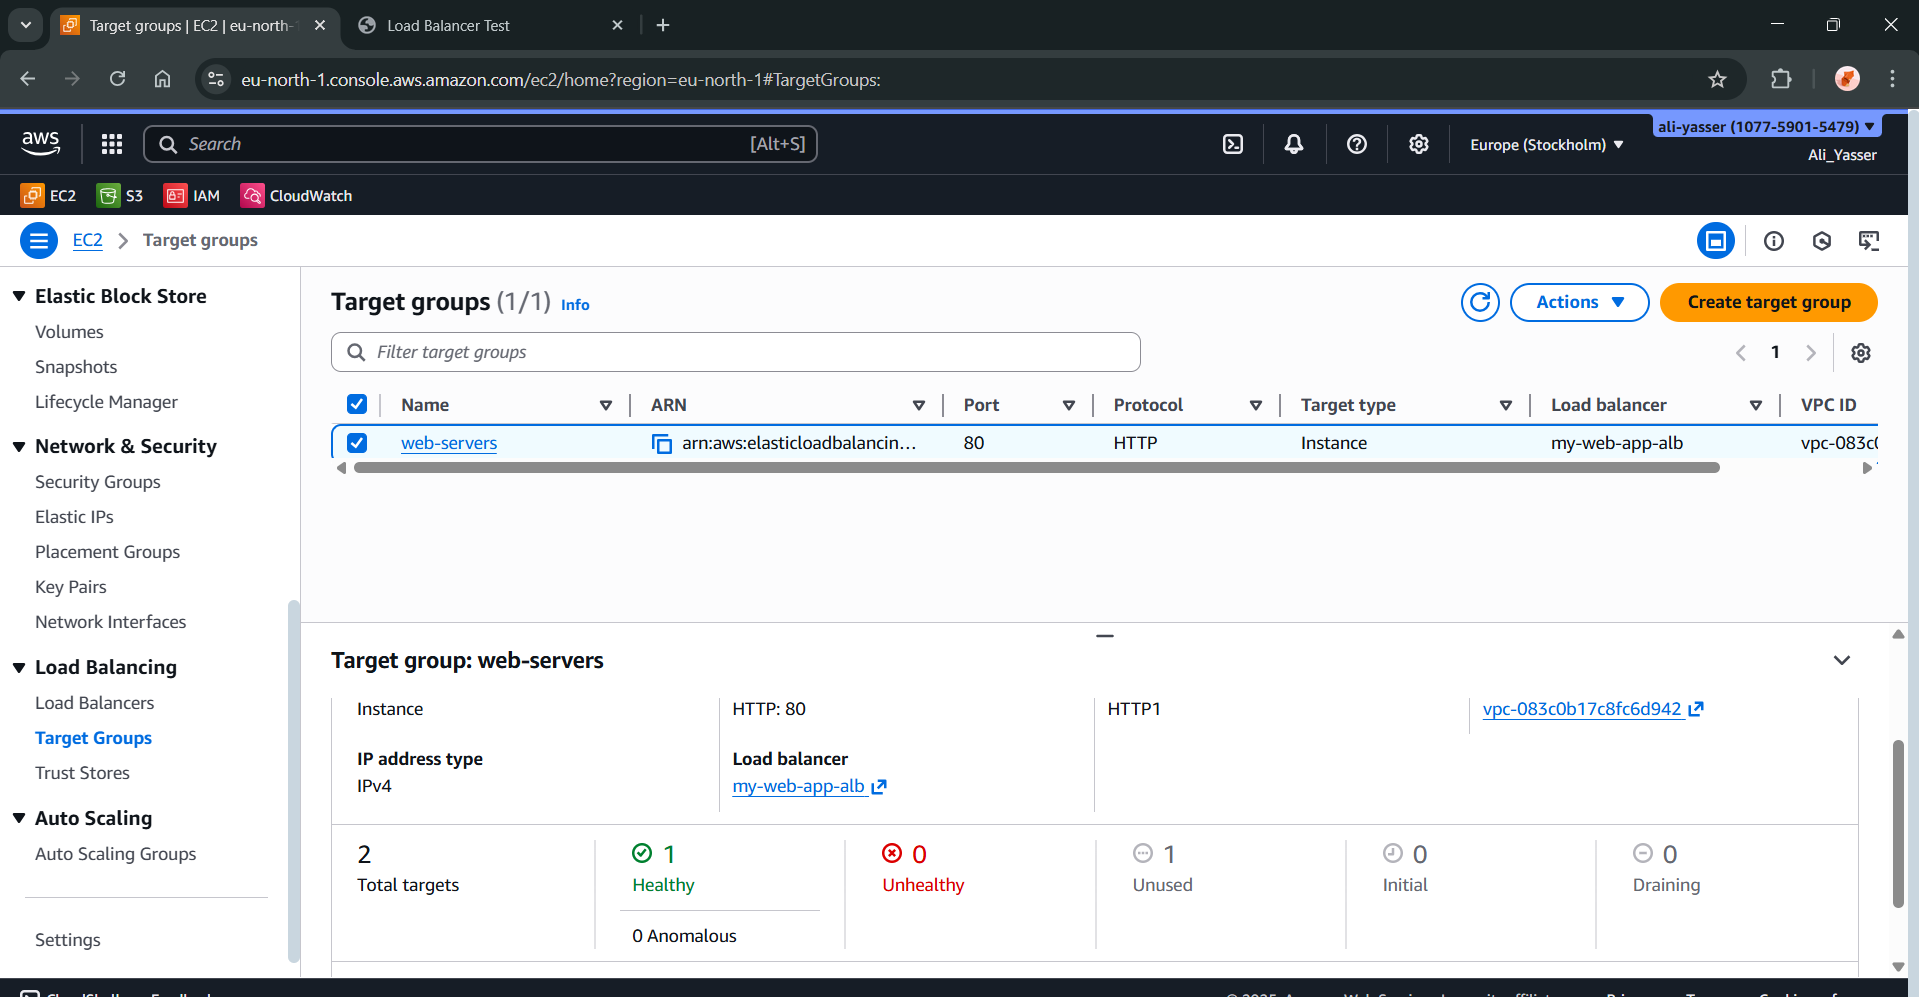 Target groups | EC2 | eu-north-1
Load Balancer Test
eu-north-1.console.aws.amazon.com/ec2/home?region=eu-north-1#TargetGroups:
aws
Search
[Alt+S]
Europe (Stockholm)
ali-yasser (1077-5901-5479)
Ali_Yasser
EC2
S3
IAM
CloudWatch
EC2
Target groups
Elastic Block Store
Volumes
Snapshots
Lifecycle Manager
Network & Security
Security Groups
Elastic IPs
Placement Groups
Key Pairs
Network Interfaces
Load Balancing
Load Balancers
Target Groups
Trust Stores
Auto Scaling
Auto Scaling Groups
Settings
Target groups (1/1) Info
Actions
Create target group
Filter target groups
1
Name
ARN
Port
Protocol
Target type
Load balancer
VPC ID
web-servers
arn:aws:elasticloadbalancin...
80
HTTP
Instance
my-web-app-alb
vpc-083c0
Target group: web-servers
Instance
HTTP: 80
HTTP1
vpc-083c0b17c8fc6d942
IP address type
IPv4
Load balancer
my-web-app-alb
2
Total targets
1
Healthy
0 Anomalous
0
Unhealthy
1
Unused
0
Initial
0
Draining